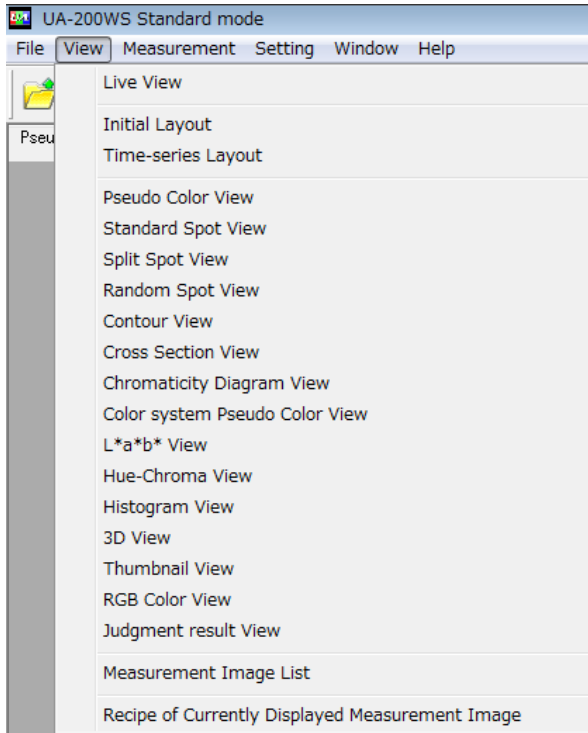 UA-200WS Standard mode
File View Measurement Setting Window Help
Live View
Pseu
Initial Layout
Time-series Layout
Pseudo Color View
Standard Spot View
Split Spot View
Random Spot View
Contour View
Cross Section View
Chromaticity Diagram View
Color system Pseudo Color View
L*a*b* View
Hue-Chroma View
Histogram View
3D View
Thumbnail View
RGB Color View
Judgment result View
Measurement Image List
Recipe of Currently Displayed Measurement Image